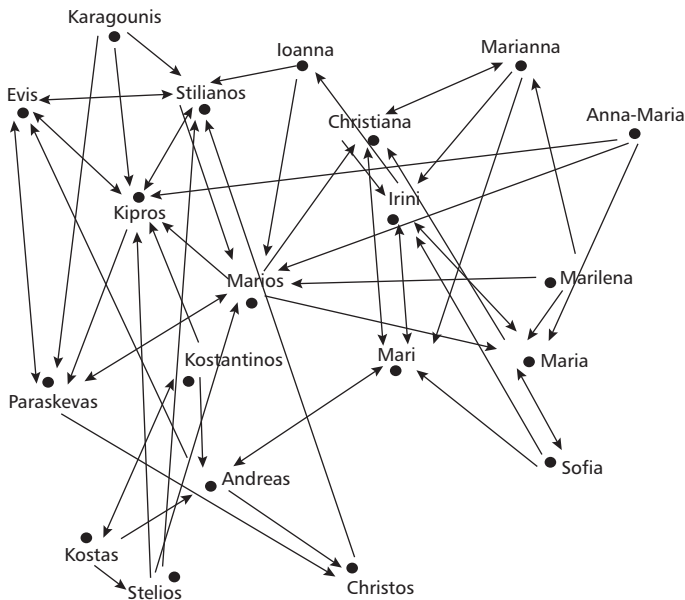 Karagounis
Ioanna
Marianna
Evis
Stilianos
Christiana
Anna-Maria
Irini
Kipros
Marios
Marilena
Kostantinos
Mari
Maria
Paraskevas
Sofia
Andreas
Kostas
Stelios
Christos